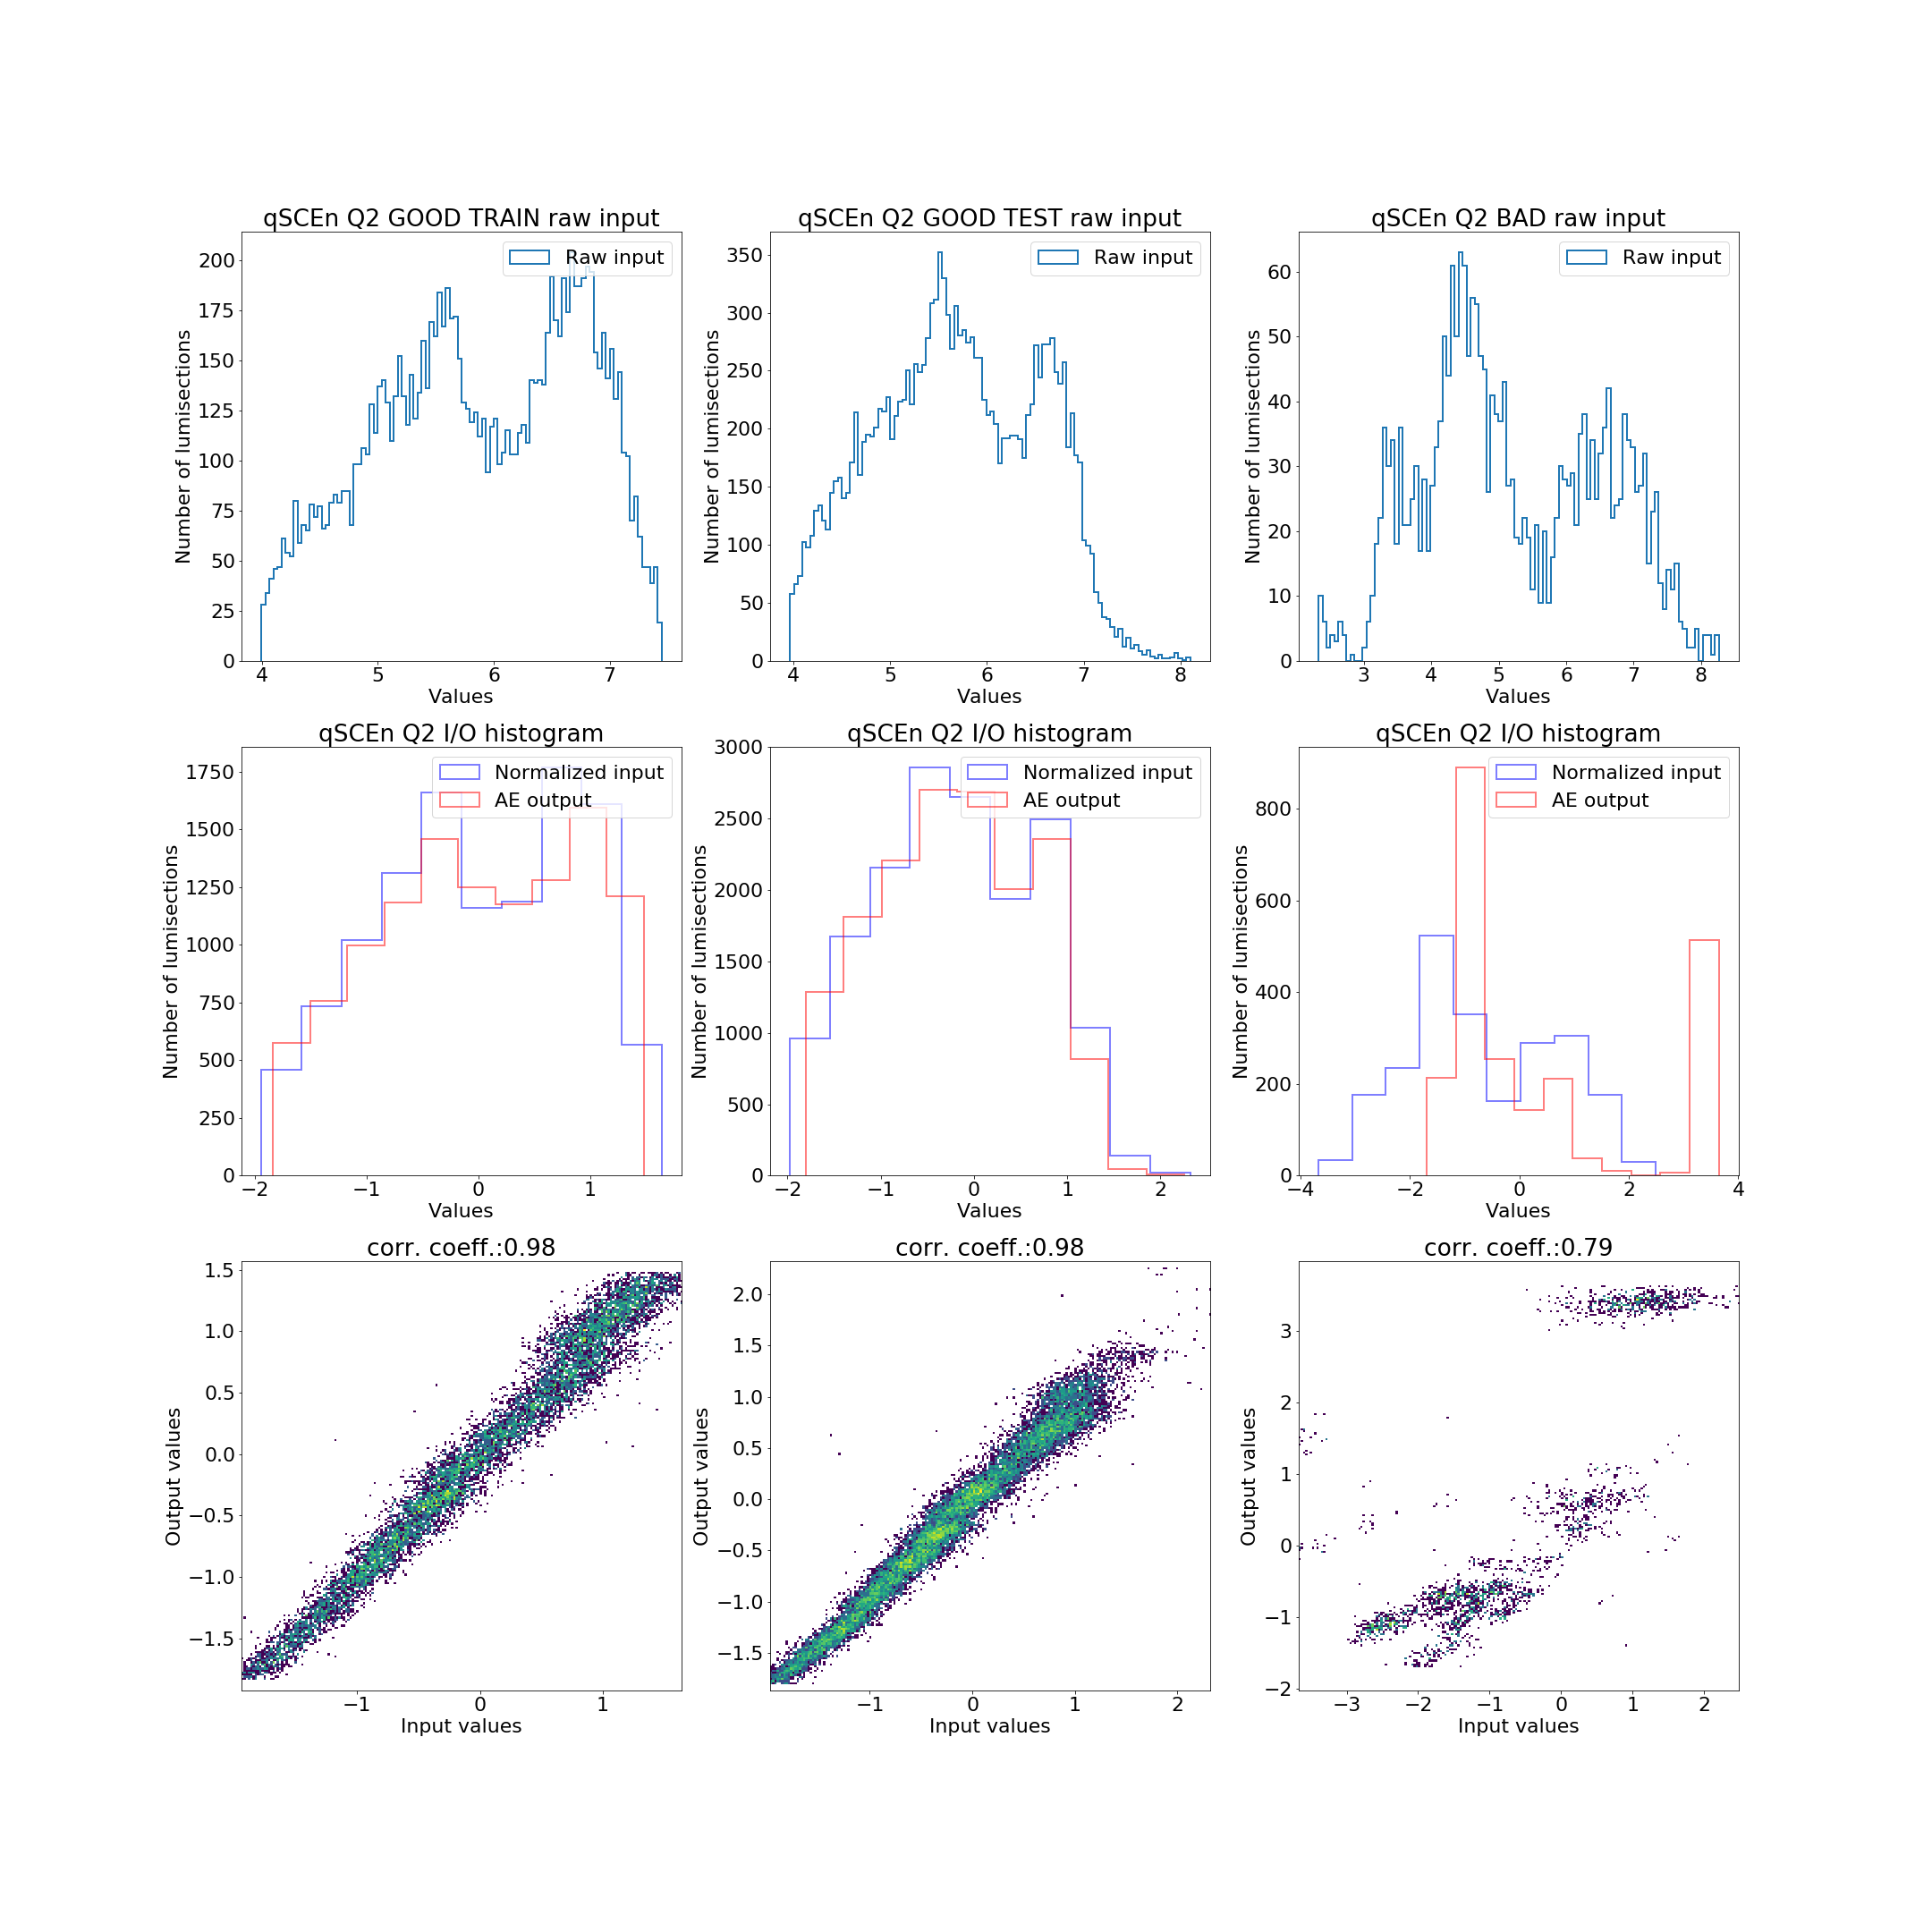 qSCEn Q2 GOOD TRAIN raw input
qSCEn Q2 GOOD TEST raw input
qSCEn Q2 BAD raw input
Raw input
Raw input
Raw input
Number of lumisections
200
175
150
125
100
75
50
25
0
4
5
6
7
Values
Number of lumisections
350
300
250
200
150
100
50
0
4
5
6
7
8
Values
Number of lumisections
60
50
40
30
20
10
0
3
4
5
6
7
8
Values
qSCEn Q2 I/O histogram
qSCEn Q2 I/O histogram
qSCEn Q2 I/O histogram
Normalized input
AE output
Normalized input
AE output
Normalized input
AE output
Number of lumisections
1750
1500
1250
1000
750
500
250
0
−2
−1
0
1
Values
Number of lumisections
3000
2500
2000
1500
1000
500
0
−2
−1
0
1
2
Values
Number of lumisections
800
600
400
200
0
−4
−2
0
2
4
Values
corr. coeff.:0.98
corr. coeff.:0.98
corr. coeff.:0.79
Output values
1.5
1.0
0.5
0.0
−0.5
−1.0
−1.5
−1
0
1
Input values
Output values
2.0
1.5
1.0
0.5
0.0
−0.5
−1.0
−1.5
−1
0
1
2
Input values
Output values
3
2
1
0
−1
−2
−3
−2
−1
0
1
2
Input values